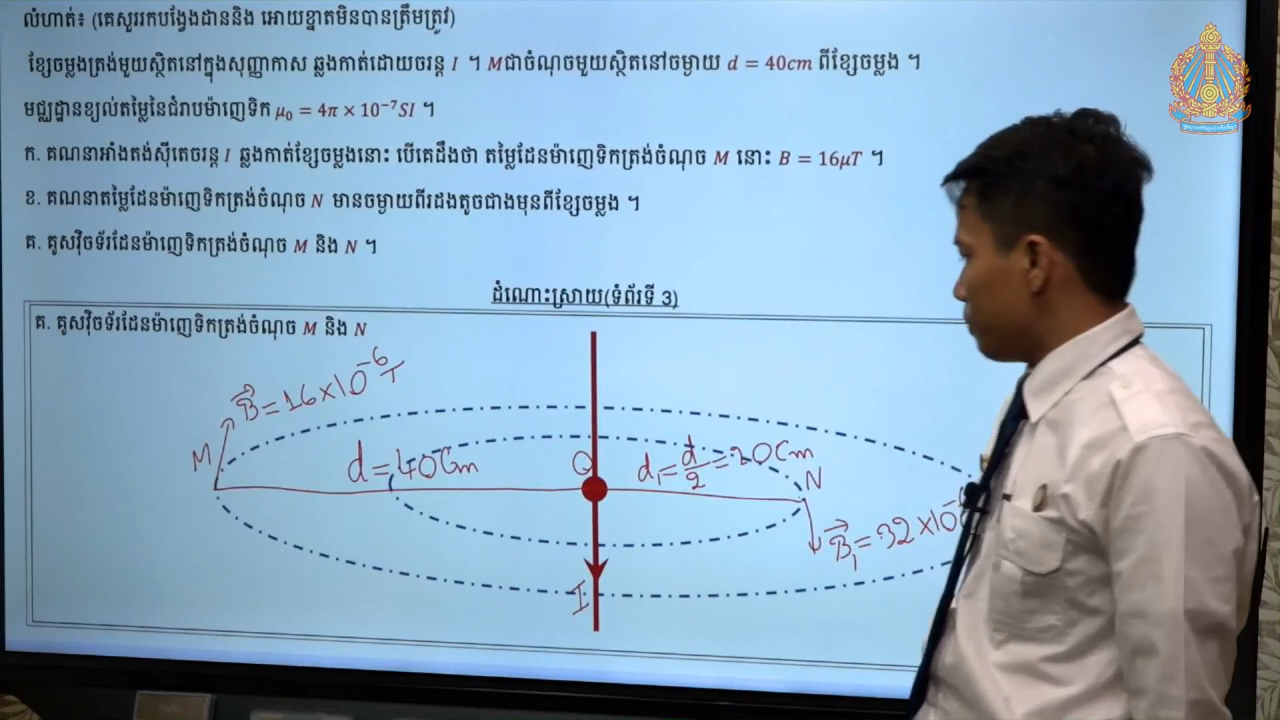 លំហាត់៖ (គេសួររកបង្វែងដាននិង អោយខ្នាតមិនបានត្រឹមត្រូវ)
ខ្សែចម្លងត្រង់មួយស្ថិតនៅក្នុងសុញ្ញាកាស ឆ្លងកាត់ដោយចរន្ត I ។ Mជាចំណុចមួយស្ថិតនៅចម្ងាយ d = 40cm ពីខ្សែចម្លង ។
មជ្ឈដ្ឋានខ្យល់តម្លៃនៃជំរាបម៉ាញេទិក μ₀ = 4π × 10⁻⁷SI ។
ក. គណនាអាំងតង់ស៊ីតេចរន្ត I ឆ្លងកាត់ខ្សែចម្លងនោះ បើគេដឹងថា តម្លៃដែនម៉ាញេទិកត្រង់ចំណុច M នោះ B = 16μT ។
ខ. គណនាតម្លៃដែនម៉ាញេទិកត្រង់ចំណុច N មានចម្ងាយពីរដងតូចជាងមុនពីខ្សែចម្លង ។
គ. គូសវ៉ិចទ័រដែនម៉ាញេទិកត្រង់ចំណុច M និង N ។
ដំណោះស្រាយ(ទំព័រទី 3)
គ. គូសវ៉ិចទ័រដែនម៉ាញេទិកត្រង់ចំណុច M និង N
B⃗ = 16×10⁻⁶T
M
d = 40cm
O
d₁ = d/2 = 20cm
N
B⃗₁ = 32×10
I